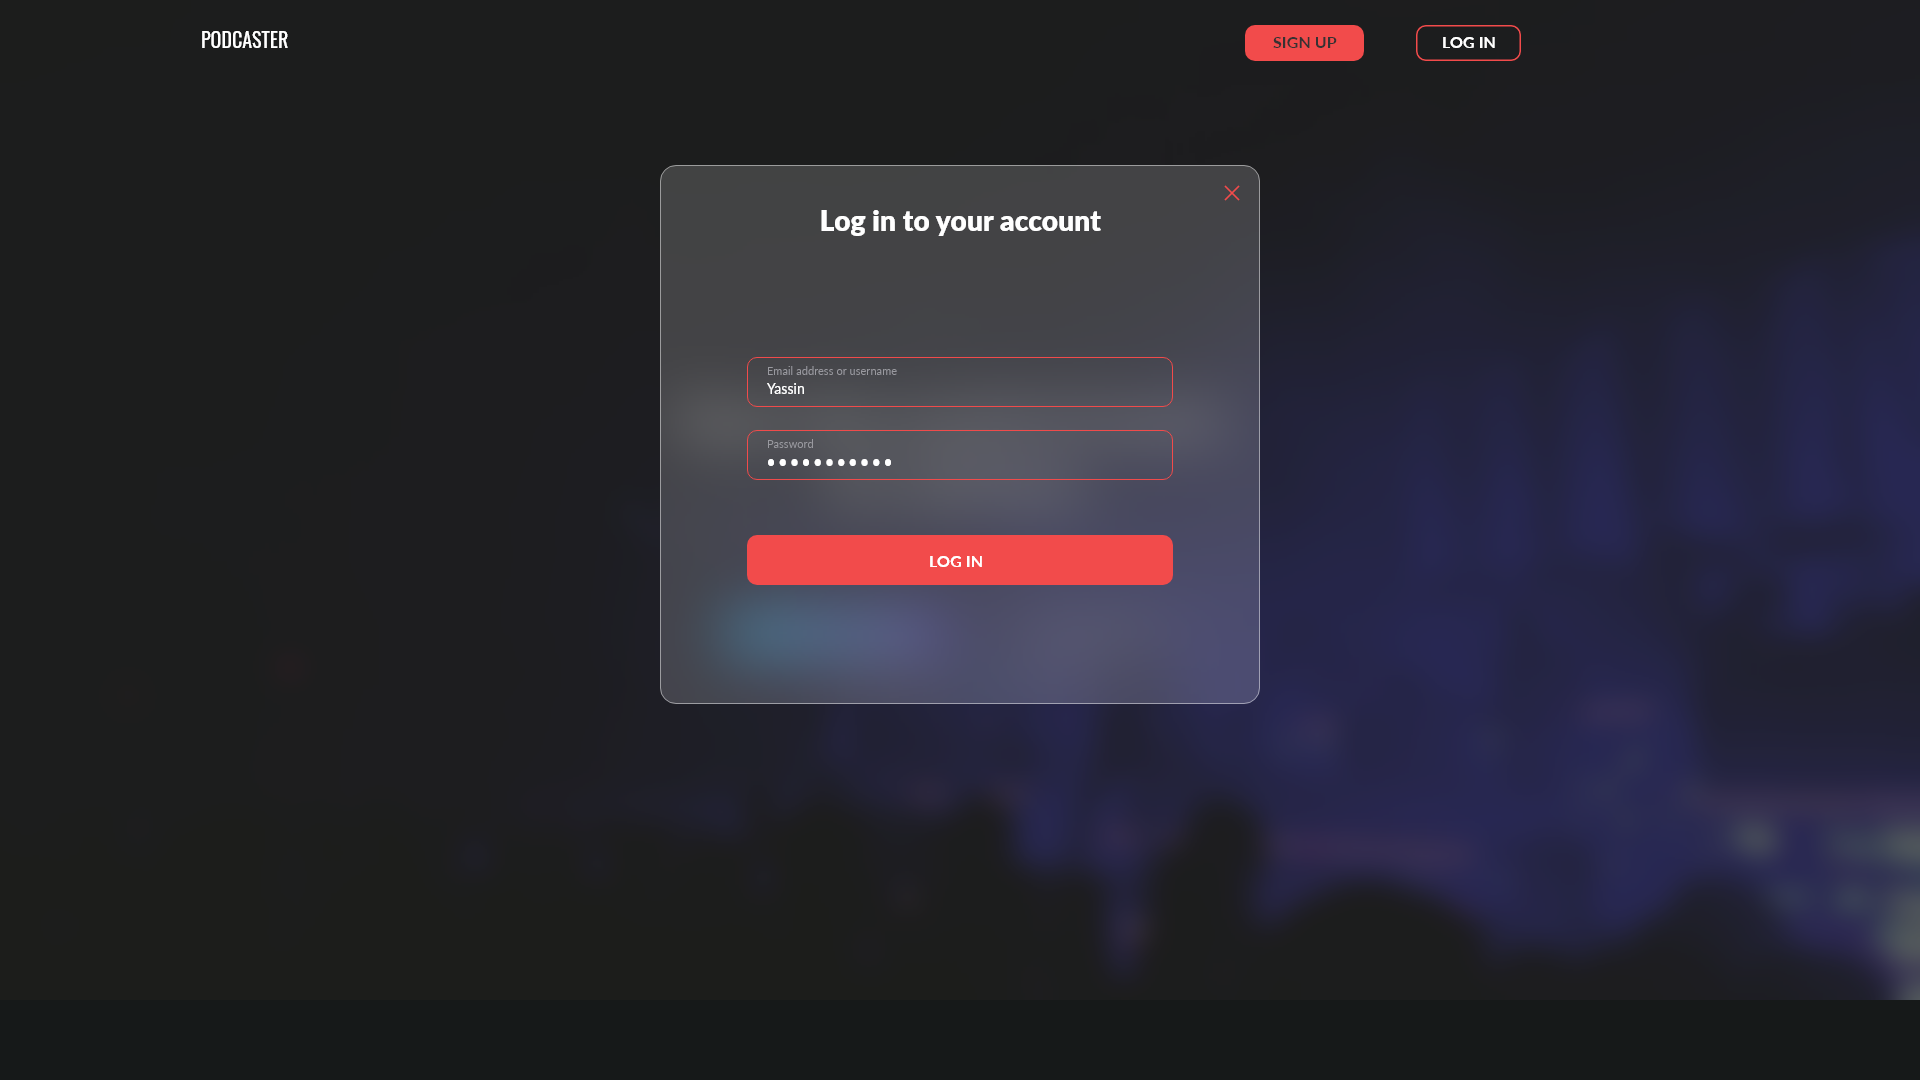 PODCASTER
SIGN UP
LOG IN
Log in to your account
Email address or username
Yassin
Password
•••••••••••
LOG IN